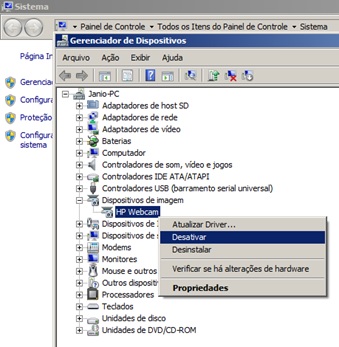 Sistema
Painel de Controle
Todos os Itens do Painel de Controle
Sistema
Gerenciador de Dispositivos
Arquivo Ação Exibir Ajuda
Página In
Gerenciad
Configura
Proteção
Configura
sistema
Janio-PC
Adaptadores de host SD
Adaptadores de rede
Adaptadores de vídeo
Baterias
Computador
Controladores de som, vídeo e jogos
Controladores IDE ATA/ATAPI
Controladores USB (barramento serial universal)
Dispositivos de imagem
HP Webcam
Dispositivos de I
Dispositivos de s
Modems
Monitores
Mouse e outros
Outros dispositiv
Processadores
Teclados
Unidades de disco
Unidades de DVD/CD-ROM
Atualizar Driver...
Desativar
Desinstalar
Verificar se há alterações de hardware
Propriedades